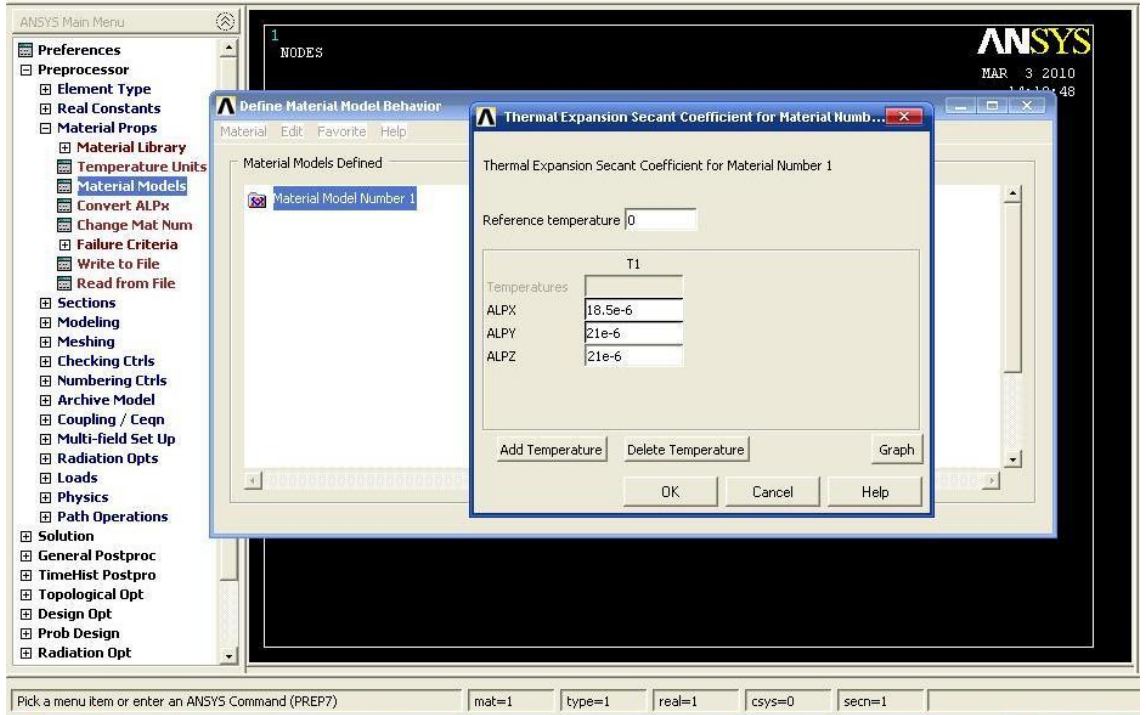 ANSYS Main Menu
Preferences
Preprocessor
Element Type
Real Constants
Material Props
Material Library
Temperature Units
Material Models
Convert ALPx
Change Mat Num
Failure Criteria
Write to File
Read from File
Sections
Modeling
Meshing
Checking Ctrls
Numbering Ctrls
Archive Model
Coupling / Ceqn
Multi-field Set Up
Radiation Opts
Loads
Physics
Path Operations
Solution
General Postproc
TimeHist Postpro
Topological Opt
Design Opt
Prob Design
Radiation Opt
1
NODES
ANSYS
MAR 3 2010
Define Material Model Behavior
Material Edit Favorite Help
Material Models Defined
Material Model Number 1
Thermal Expansion Secant Coefficient for Material Numb...
Thermal Expansion Secant Coefficient for Material Number 1
Reference temperature 0
T1
Temperatures
ALPX 18.5e-6
ALPY 21e-6
ALPZ 21e-6
Add Temperature Delete Temperature Graph
OK Cancel Help
Pick a menu item or enter an ANSYS Command (PREP7) mat=1 type=1 real=1 csys=0 secn=1